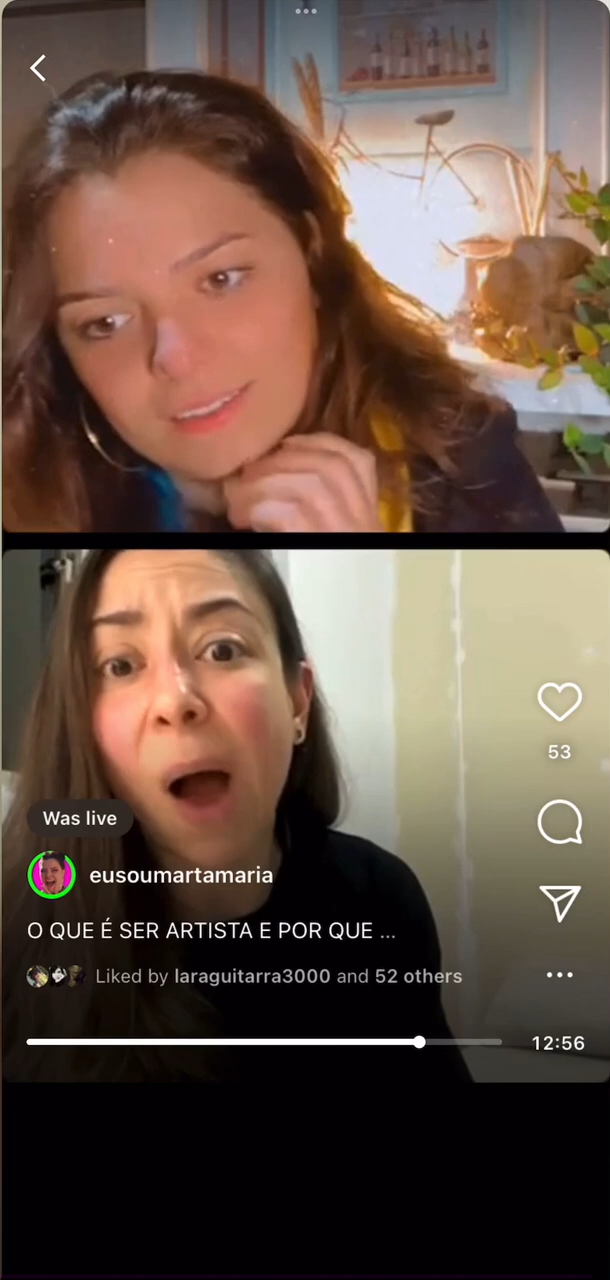 Was live
eusoumartamaria
O QUE É SER ARTISTA E POR QUE ...
Liked by laraguitarra3000 and 52 others
53
12:56